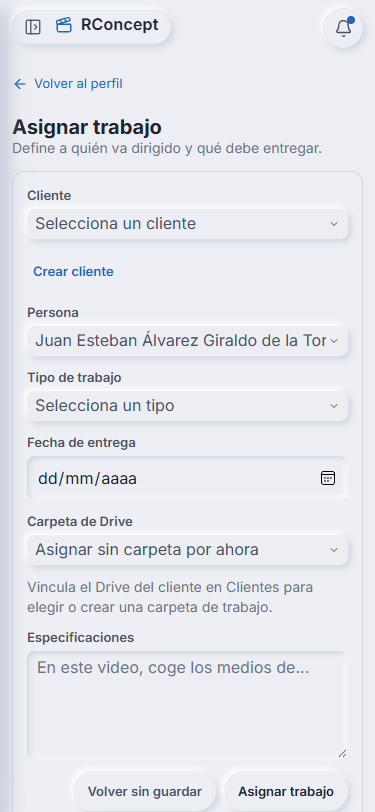 RConcept
Volver al perfil
Asignar trabajo
Define a quién va dirigido y qué debe entregar.
Cliente
Selecciona un cliente
Crear cliente
Persona
Juan Esteban Álvarez Giraldo de la Tor
Tipo de trabajo
Selecciona un tipo
Fecha de entrega
dd/mm/aaaa
Carpeta de Drive
Asignar sin carpeta por ahora
Vincula el Drive del cliente en Clientes para
elegir o crear una carpeta de trabajo.
Especificaciones
En este video, coge los medios de...
Volver sin guardar
Asignar trabajo